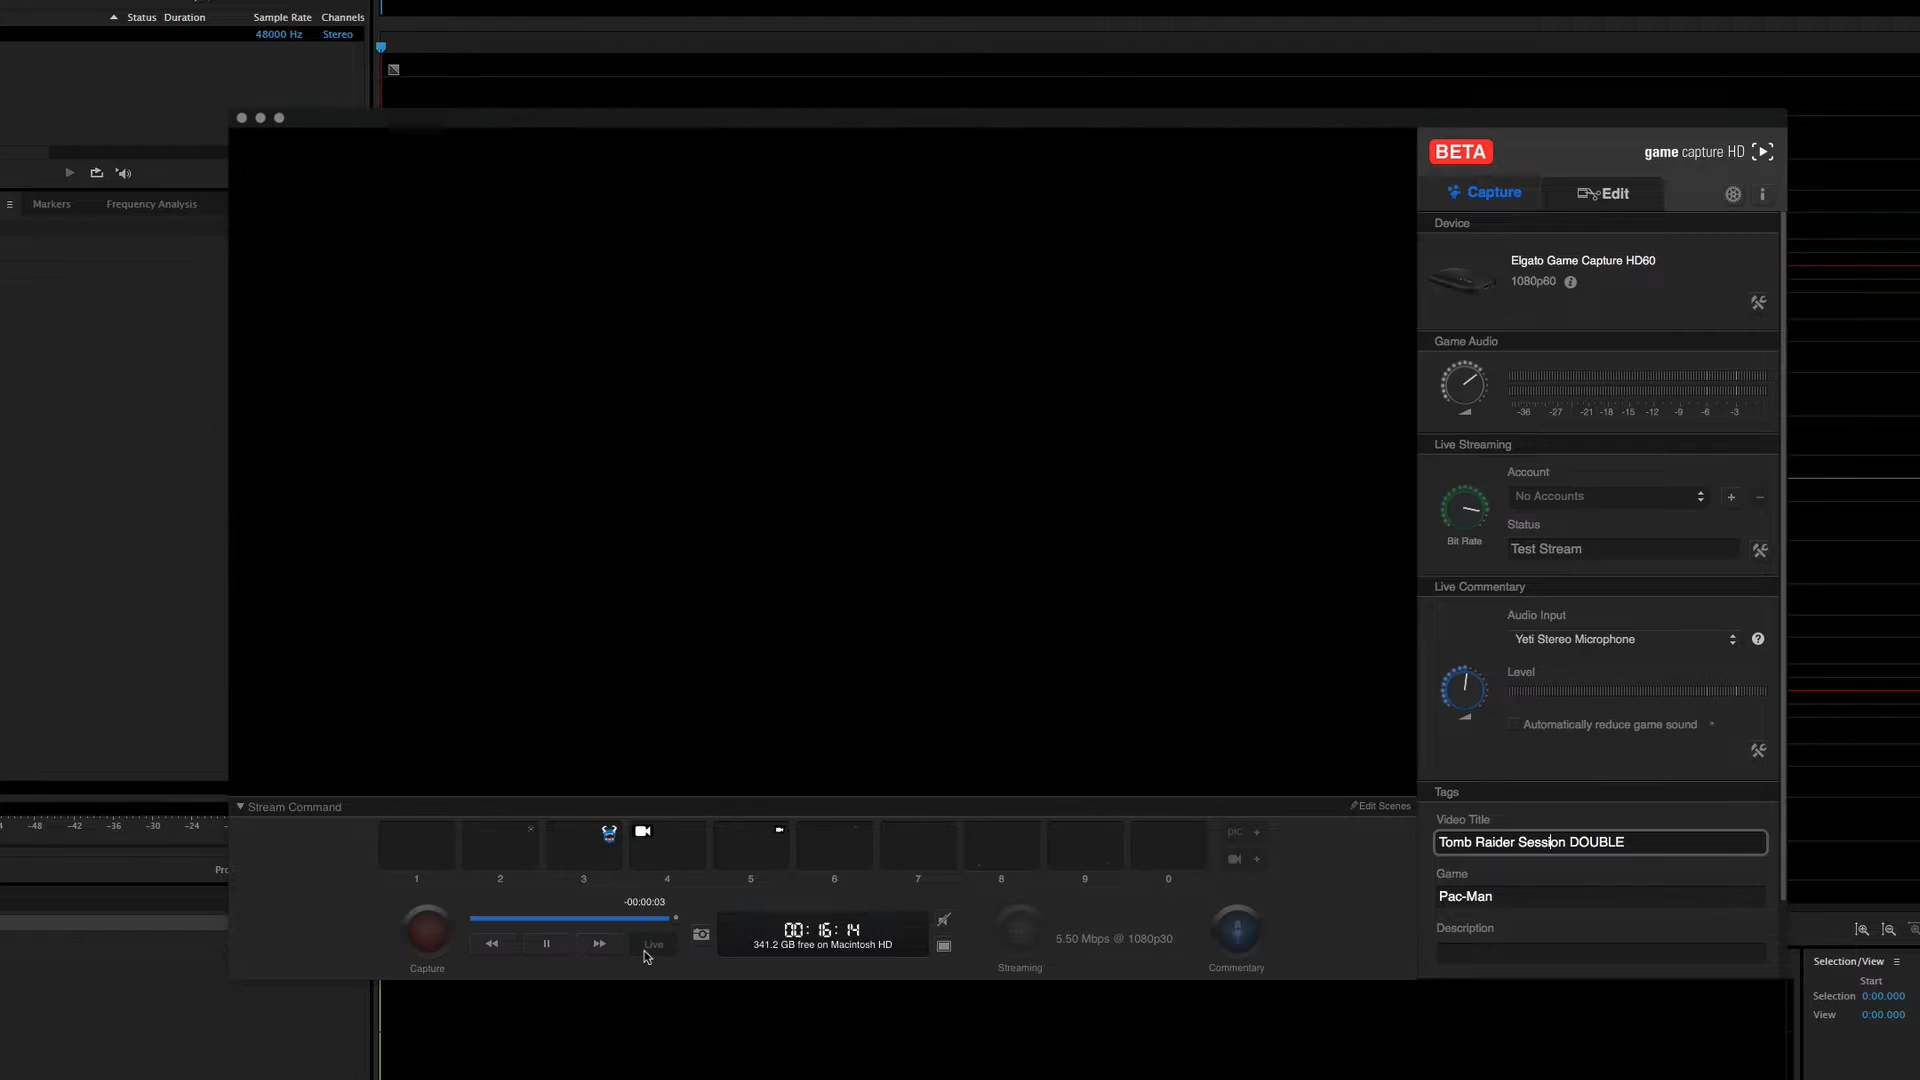 Status Duration Sample Rate Channels
48000 Hz Stereo
Markers Frequency Analysis
BETA
game capture HD
Capture
Edit
Device
Elgato Game Capture HD60
1080p60
Game Audio
-36 -27 -21 -18 -15 -12 -9 -6 -3
Live Streaming
Account
No Accounts
Status
Bit Rate
Test Stream
Live Commentary
Audio Input
Yeti Stereo Microphone
Level
Automatically reduce game sound
Tags
Video Title
Tomb Raider Session DOUBLE
Game
Pac-Man
Description
Stream Command
Edit Scenes
pic +
1 2 3 4 5 6 7 8 9 0
-00:00:03
Live
00:16:14
341.2 GB free on Macintosh HD
5.50 Mbps @ 1080p30
Capture
Streaming
Commentary
-48 -42 -36 -30 -24
Selection/View
Start
Selection 0:00.000
View 0:00.000